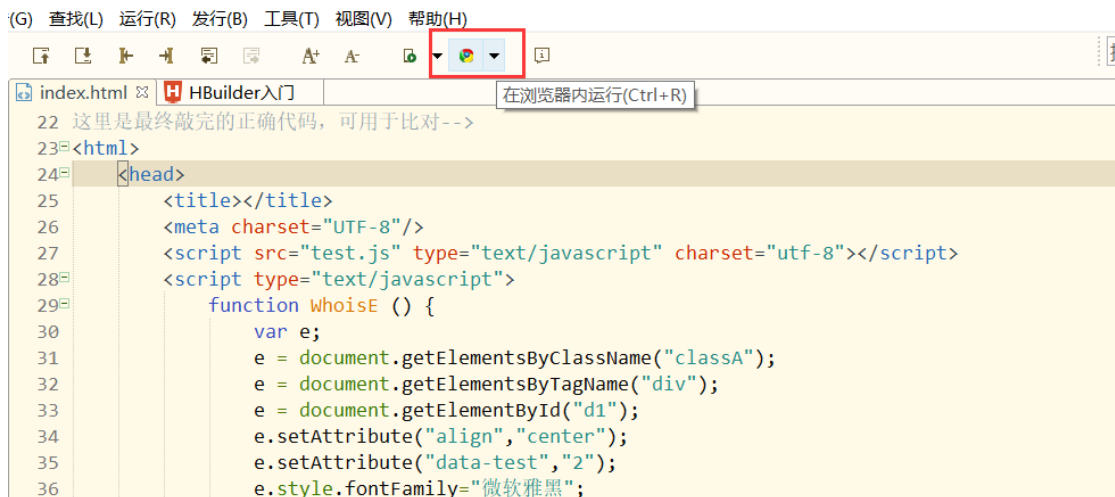 (G) 查找(L) 运行(R) 发行(B) 工具(T) 视图(V) 帮助(H)
A+ A-
index.html HBuilder入门
在浏览器内运行(Ctrl+R)
22 这里是最终敲完的正确代码，可用于比对-->
23 <html>
24 <head>
25 <title></title>
26 <meta charset="UTF-8"/>
27 <script src="test.js" type="text/javascript" charset="utf-8"></script>
28 <script type="text/javascript">
29 function WhoisE () {
30 var e;
31 e = document.getElementsByClassName("classA");
32 e = document.getElementsByTagName("div");
33 e = document.getElementById("d1");
34 e.setAttribute("align","center");
35 e.setAttribute("data-test","2");
36 e.style.fontFamily="微软雅黑";